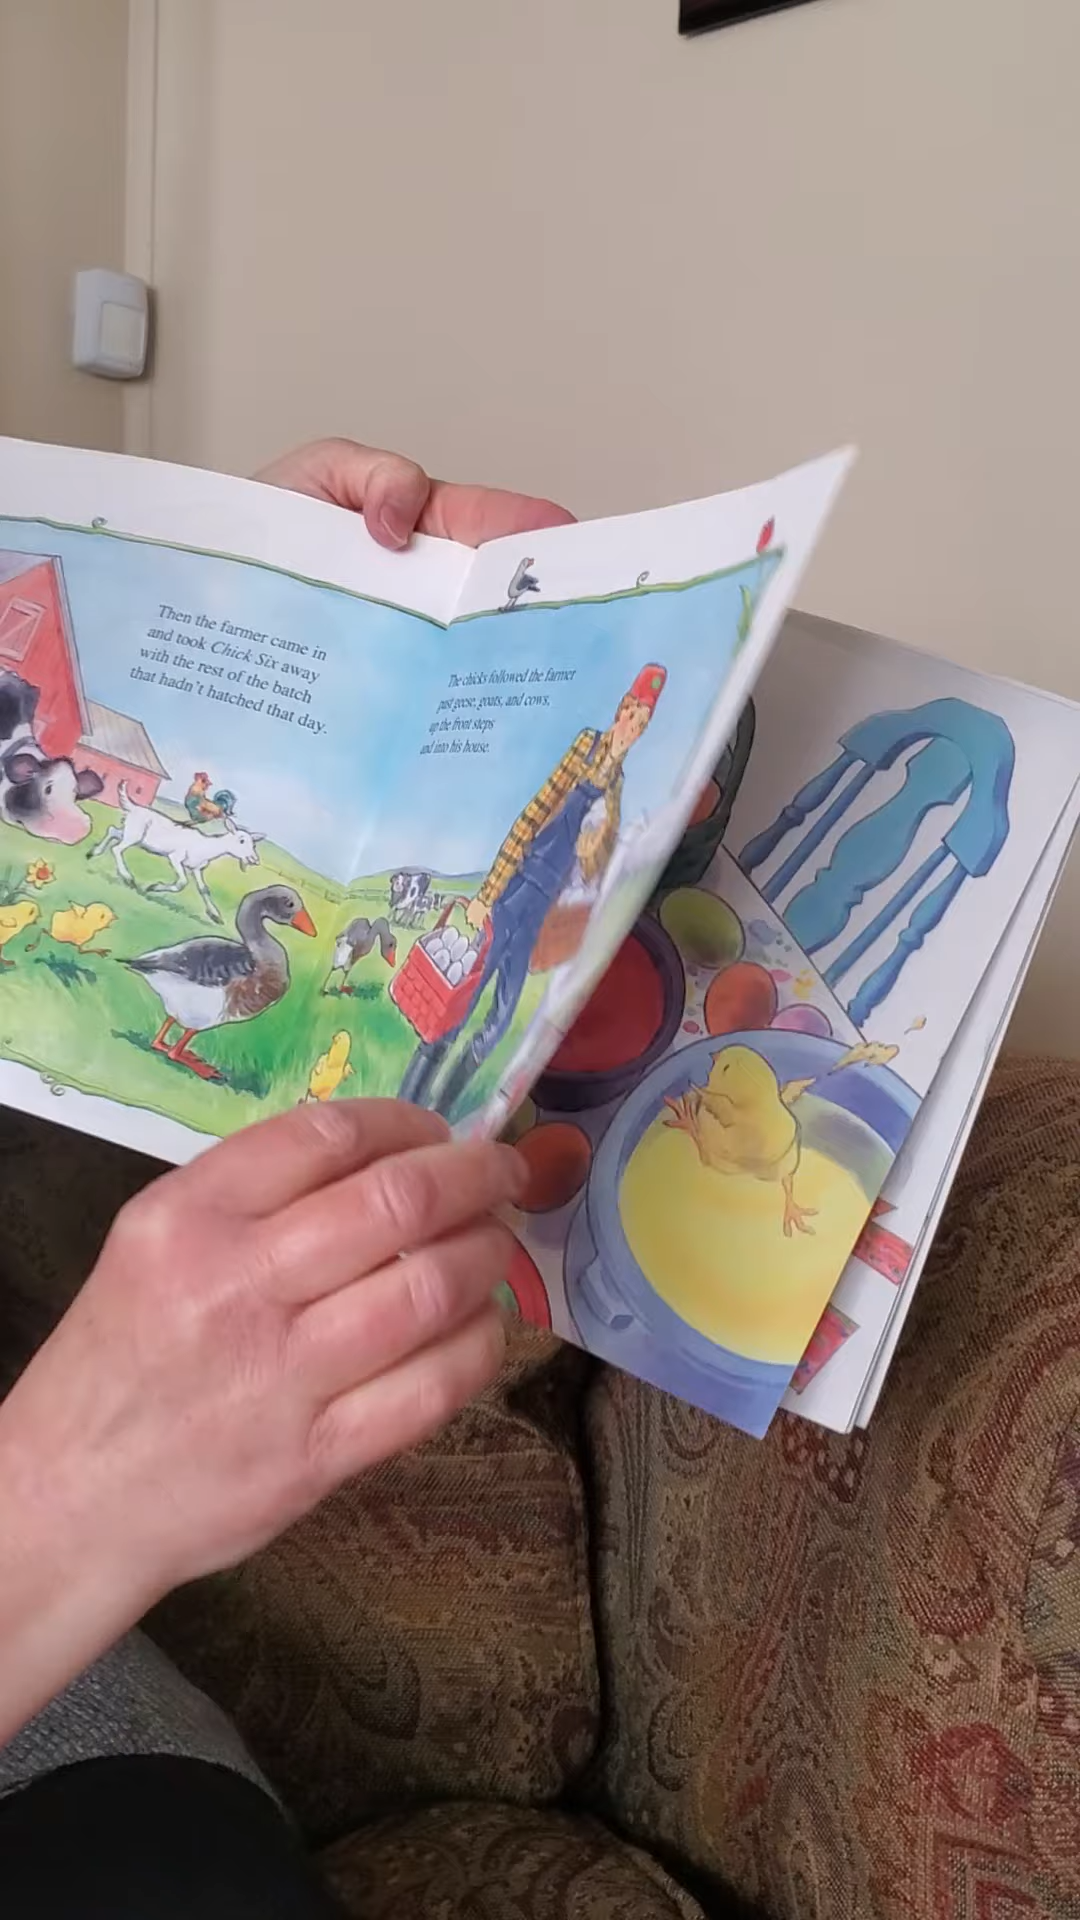 Then the farmer came in
and took Chick Six away
with the rest of the batch
that hadn't hatched that day.
The chicks followed the farmer
past geese, goats, and cows,
up the front steps
and into his house.